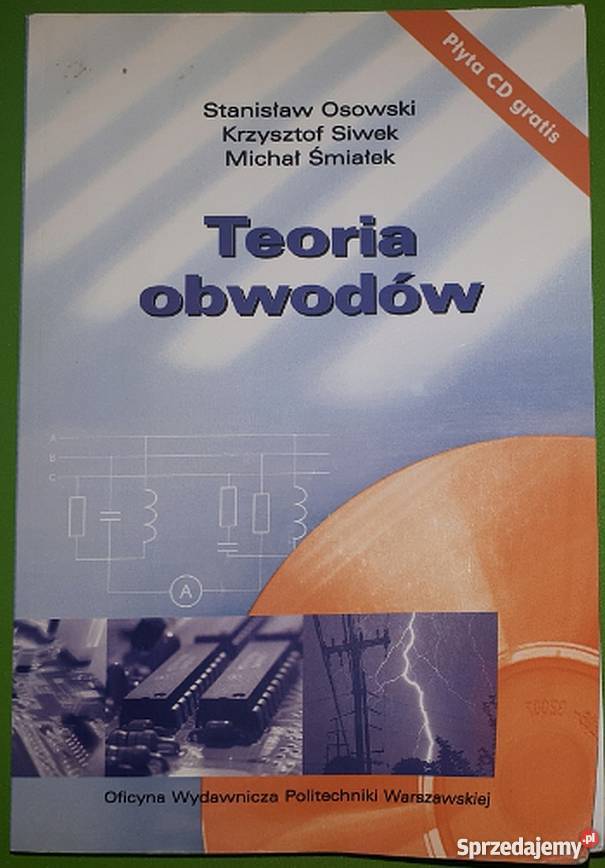 Płyta CD gratis
Stanisław Osowski
Krzysztof Siwek
Michał Śmiałek
Teoria
obwodów
A
B
C
A
Oficyna Wydawnicza Politechniki Warszawskiej
Sprzedajemy.pl